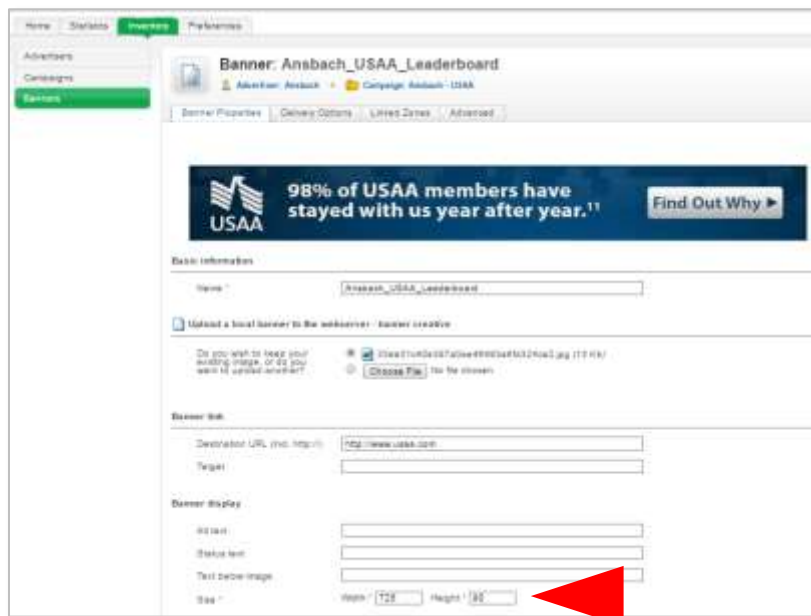 Home Statistics Inventory Preferences
Advertisers
Campaigns
Banners
Banner: Ansbach_USAA_Leaderboard
Advertiser: Ansbach Campaign: Ansbach - USAA
Banner Properties Delivery Options Linked Zones Advanced
USAA
98% of USAA members have
stayed with us year after year.¹¹
Find Out Why ►
Basic information
Name *
Ansbach_USAA_Leaderboard
Upload a local banner to the webserver - banner creative
Do you wish to keep your
existing image, or do you
want to upload another?
.jpg (13 Kb)
Choose File No file chosen
Banner link
Destination URL (incl. http://)
http://www.usaa.com
Target
Banner display
Alt text
Status text
Text below image
Size *
Width * 728 Height * 90